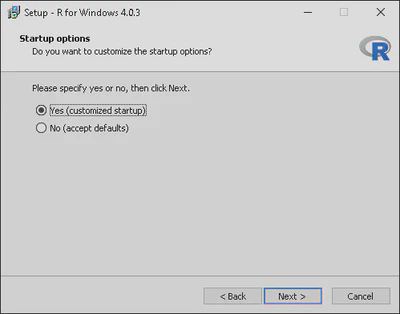 Setup - R for Windows 4.0.3
Startup options
Do you want to customize the startup options?
R
Please specify yes or no, then click Next.
Yes (customized startup)
No (accept defaults)
< Back
Next >
Cancel